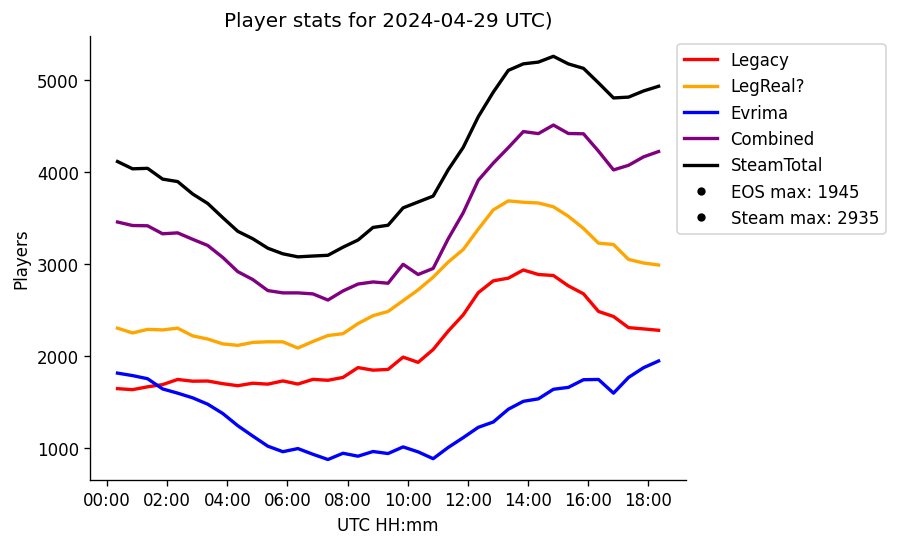 Player stats for 2024-04-29 UTC)
Legacy
LegReal?
Evrima
Combined
SteamTotal
EOS max: 1945
Steam max: 2935
5000
4000
3000
2000
1000
Players
00:00 02:00 04:00 06:00 08:00 10:00 12:00 14:00 16:00 18:00
UTC HH:mm